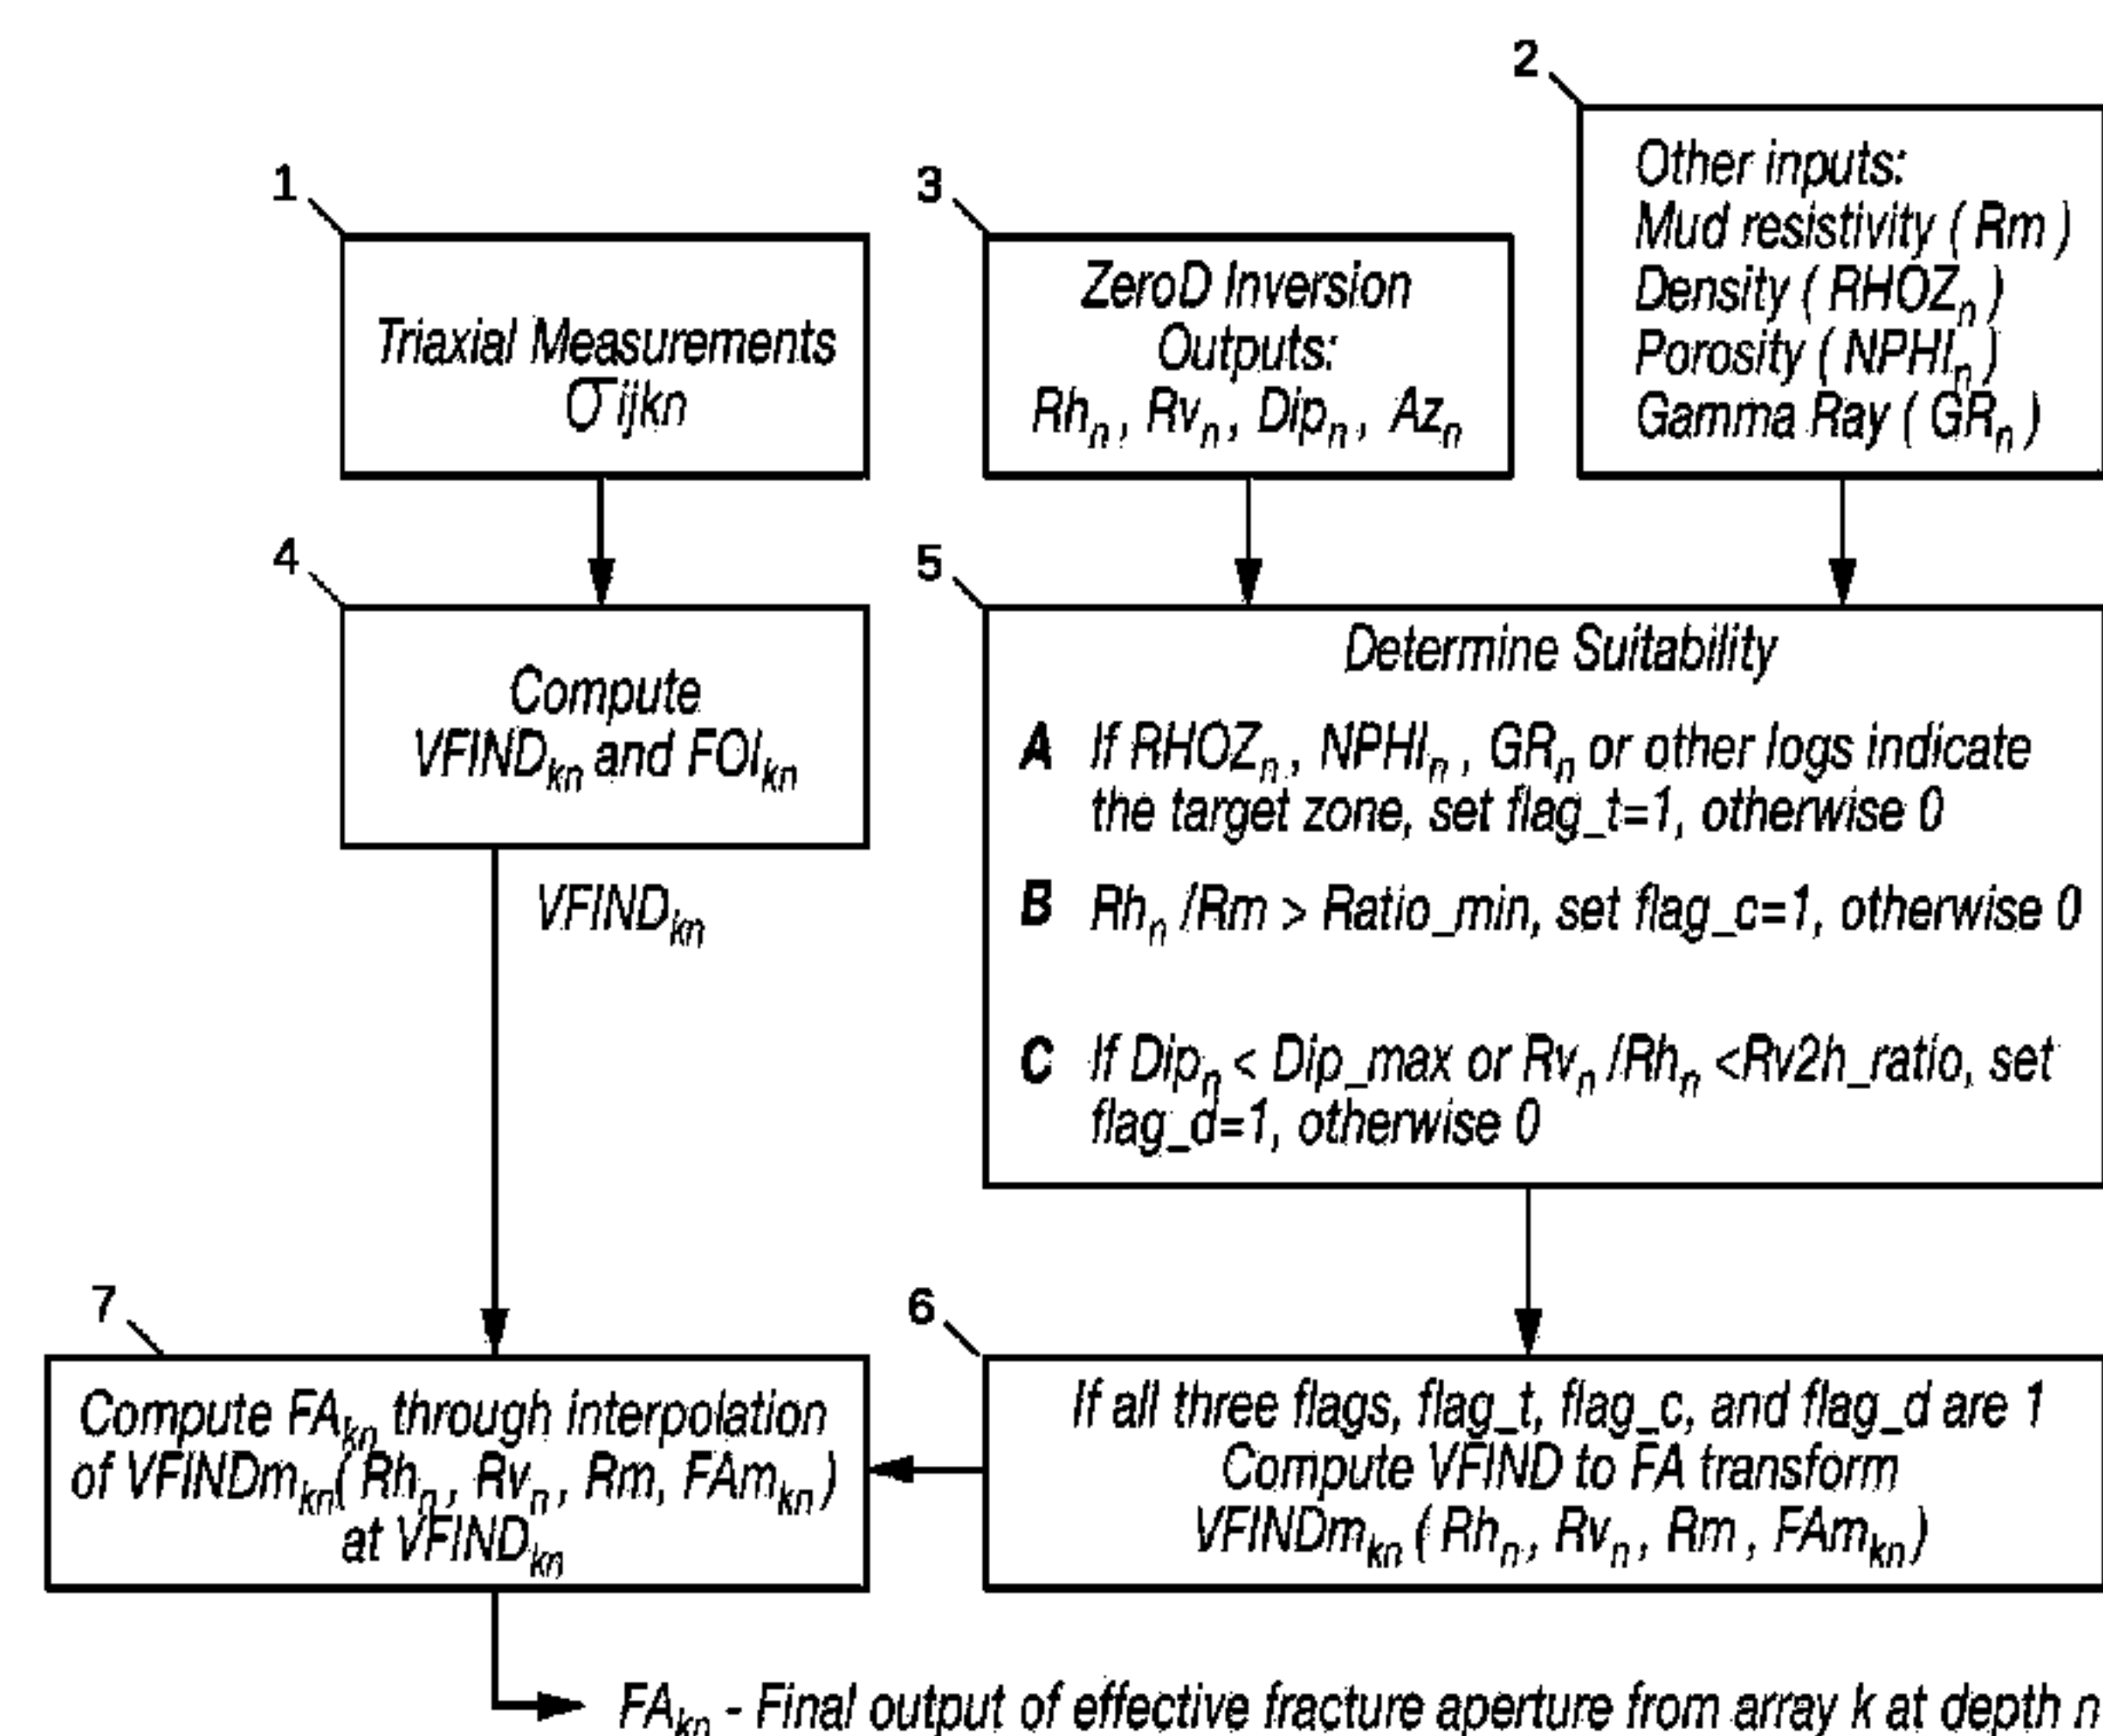 1
Triaxial Measurements
σijkn
3
ZeroD Inversion
Outputs:
Rhn, Rvn, Dipn, Azn
2
Other inputs:
Mud resistivity ( Rm )
Density ( RHOZn )
Porosity ( NPHIn )
Gamma Ray ( GRn )
4
Compute
VFINDkn and FOIkn
VFINDkn
5
Determine Suitability
A If RHOZn, NPHIn, GRn or other logs indicate
the target zone, set flag_t=1, otherwise 0
B Rhn /Rm > Ratio_min, set flag_c=1, otherwise 0
C If Dipn < Dip_max or Rvn /Rhn <Rv2h_ratio, set
flag_d=1, otherwise 0
7
Compute FAkn through interpolation
of VFINDmkn( Rhn, Rvn, Rm, FAmkn )
at VFINDkn
6
If all three flags, flag_t, flag_c, and flag_d are 1
Compute VFIND to FA transform
VFINDmkn ( Rhn, Rvn, Rm, FAmkn )
FAkn - Final output of effective fracture aperture from array k at depth n